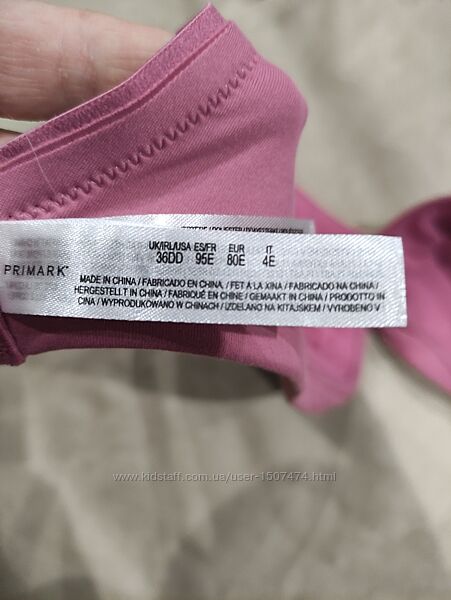 UK/IRL/USA ES/FR EUR IT
36DD 95E 80E 4E
PRIMARK
MADE IN CHINA / FABRICADO EN CHINA / FET A LA XINA / FABRICADO NA CHINA /
HERGESTELLT IN CHINA / FABRIQUÉ EN CHINE / GEMAAKT IN CHINA / PRODOTTO IN
CINA / WYPRODUKOWANO W CHINACH / IZDELANO NA KITAJSKEM / VYROBENO V
www.kidstaff.com.ua/user-1507474.html